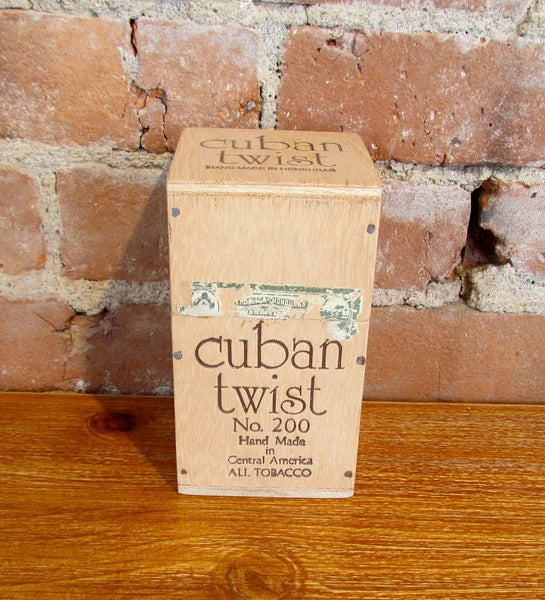 cuban
twist
HAND MADE IN HONDURAS
cuban
twist
No. 200
Hand Made
in
Central America
ALL TOBACCO